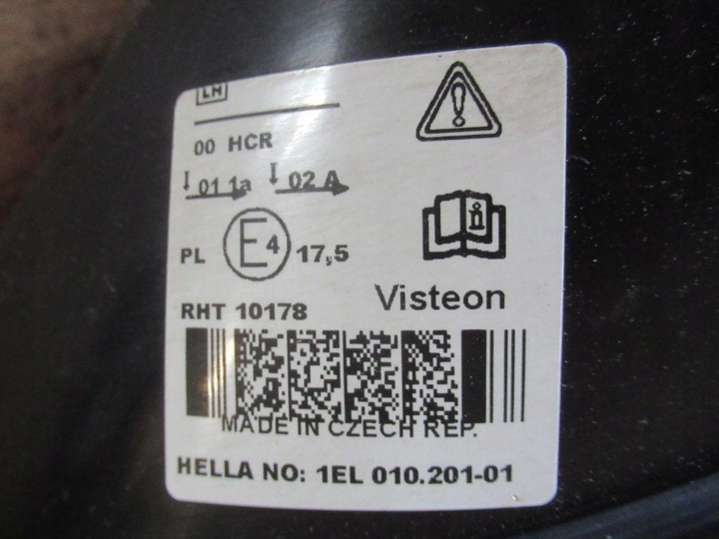 LH
00 HCR
01 1a 02 A
PL E4 17,5
RHT 10178
Visteon
MADE IN CZECH REP.
HELLA NO: 1EL 010.201-01